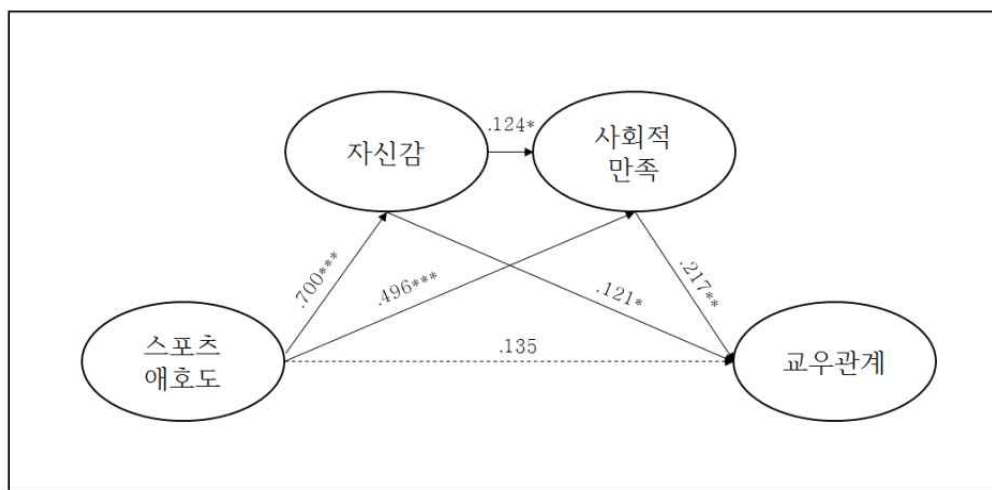 .124*
자신감
사회적
만족
.700***
.496***
.121*
.217**
스포츠
애호도
.135
교우관계